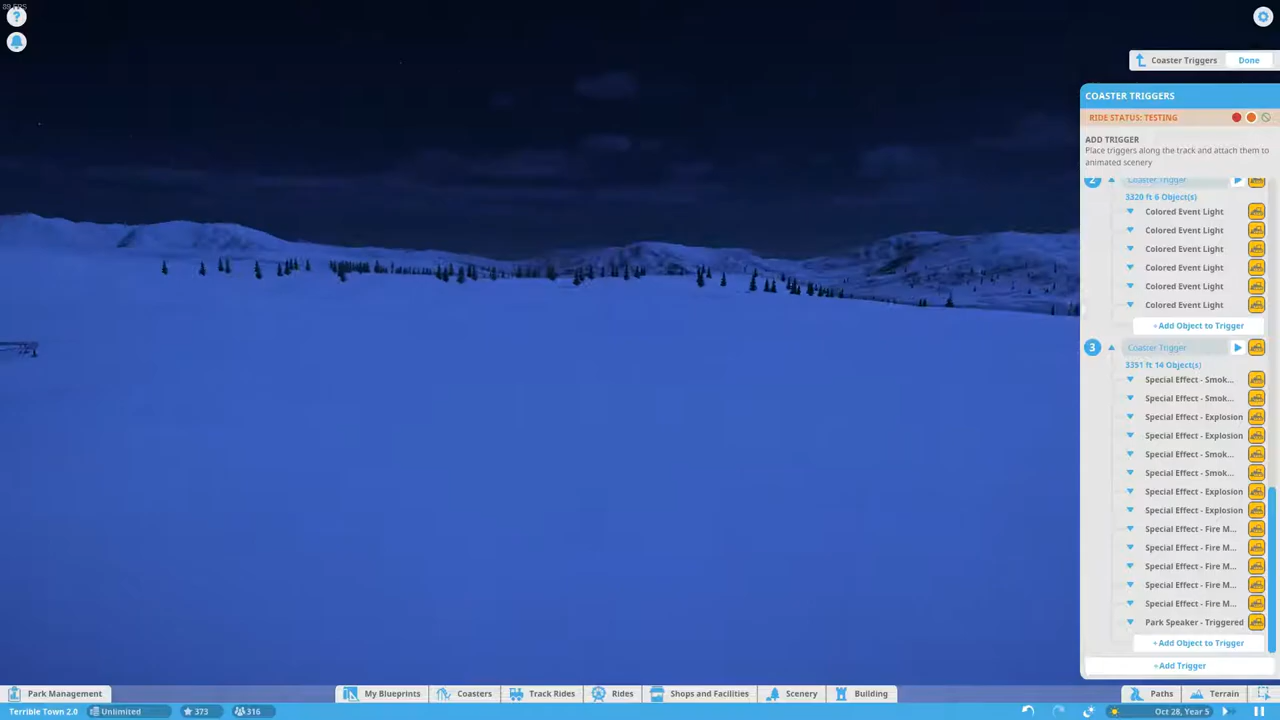 89 FPS
?
Coaster Triggers Done
COASTER TRIGGERS
RIDE STATUS: TESTING
ADD TRIGGER
Place triggers along the track and attach them to
animated scenery
2 Coaster Trigger
3320 ft 6 Object(s)
Colored Event Light
Colored Event Light
Colored Event Light
Colored Event Light
Colored Event Light
Colored Event Light
+Add Object to Trigger
3 Coaster Trigger
3351 ft 14 Object(s)
Special Effect - Smok...
Special Effect - Smok...
Special Effect - Explosion
Special Effect - Explosion
Special Effect - Smok...
Special Effect - Smok...
Special Effect - Explosion
Special Effect - Explosion
Special Effect - Fire M...
Special Effect - Fire M...
Special Effect - Fire M...
Special Effect - Fire M...
Special Effect - Fire M...
Park Speaker - Triggered
+Add Object to Trigger
+Add Trigger
Park Management My Blueprints Coasters Track Rides Rides Shops and Facilities Scenery Building Paths Terrain
Terrible Town 2.0 Unlimited 373 316 Oct 28, Year 5